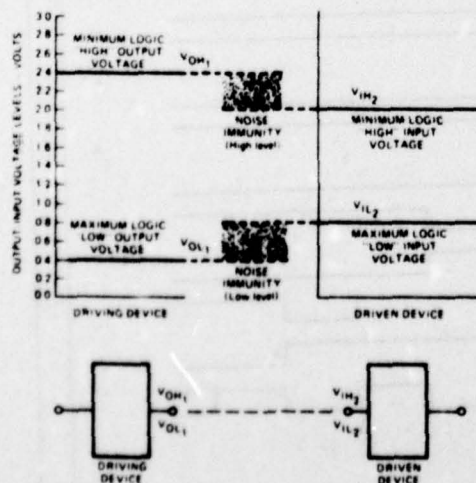 OUTPUT INPUT VOLTAGE LEVELS VOLTS
3.0
2.8
2.6
2.4
2.2
2.0
1.8
1.6
1.4
1.2
1.0
0.8
0.6
0.4
0.2
0.0
MINIMUM LOGIC
HIGH OUTPUT
VOLTAGE
VOH1
NOISE
IMMUNITY
(High level)
VIH2
MINIMUM LOGIC
HIGH INPUT
VOLTAGE
MAXIMUM LOGIC
LOW OUTPUT
VOLTAGE
VOL1
NOISE
IMMUNITY
(Low level)
VIL2
MAXIMUM LOGIC
"LOW" INPUT
VOLTAGE
DRIVING DEVICE
DRIVEN DEVICE
VOH1
VOL1
VIH2
VIL2
DRIVING
DEVICE
DRIVEN
DEVICE